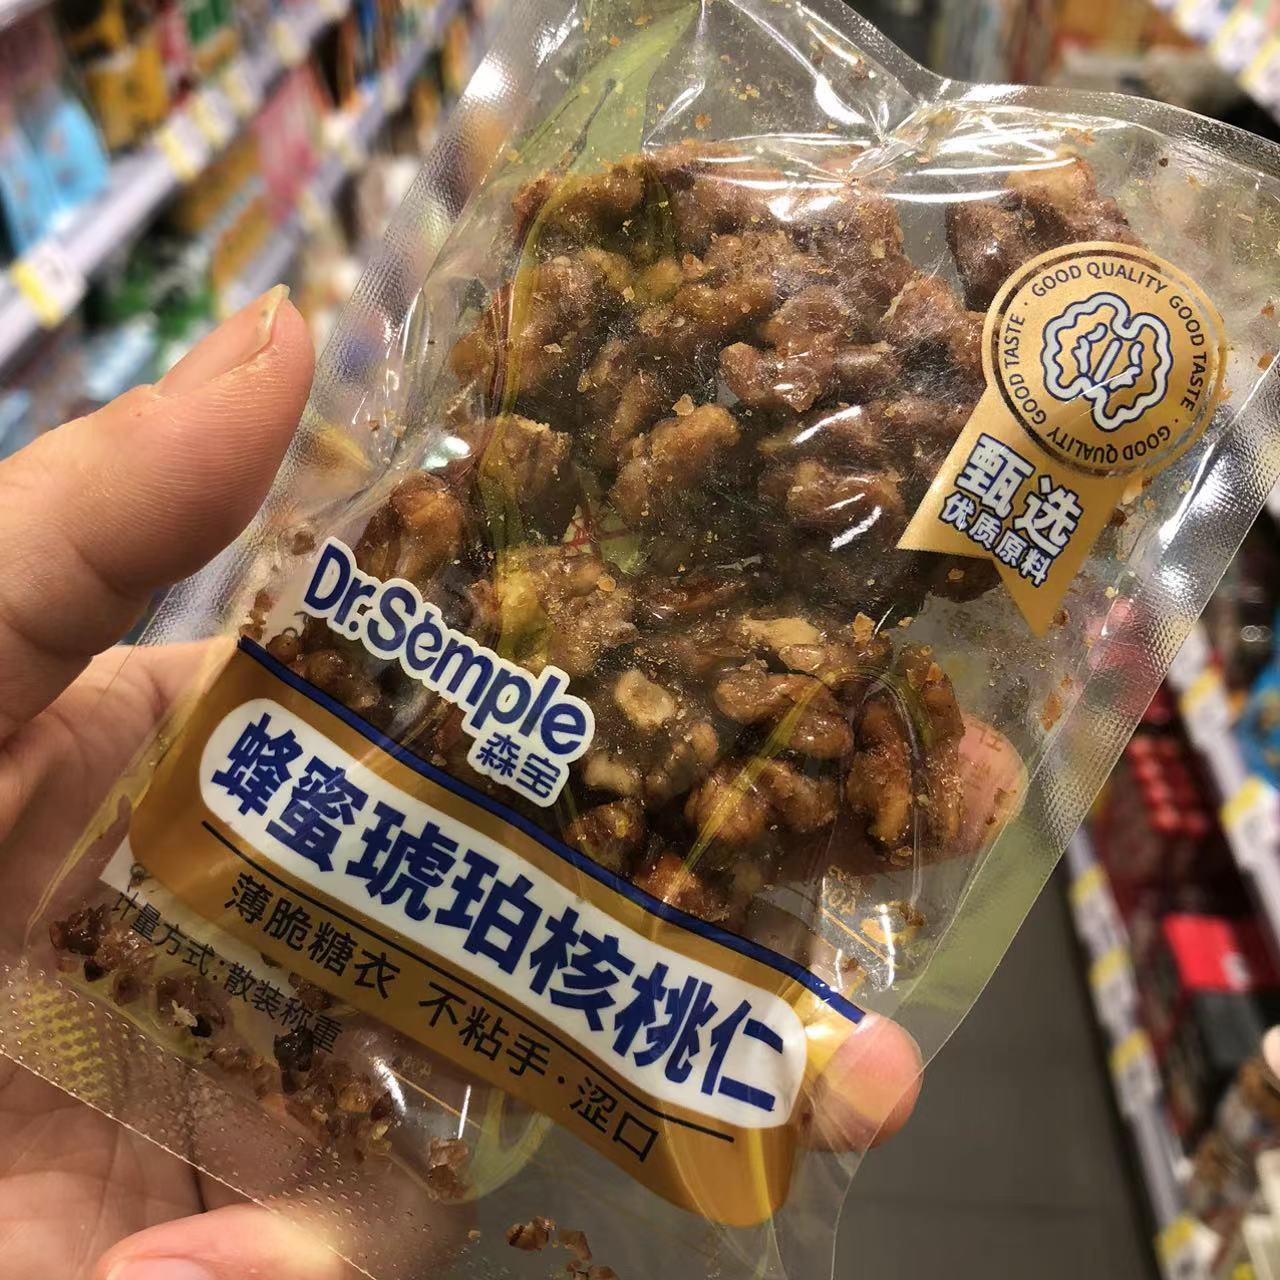 GOOD QUALITY GOOD TASTE · GOOD QUALITY GOOD TASTE ·
甄选
优质原料
Dr.Semple
森宝
蜂蜜琥珀核桃仁
薄脆糖衣 不粘手·涩口
计量方式:散装称重